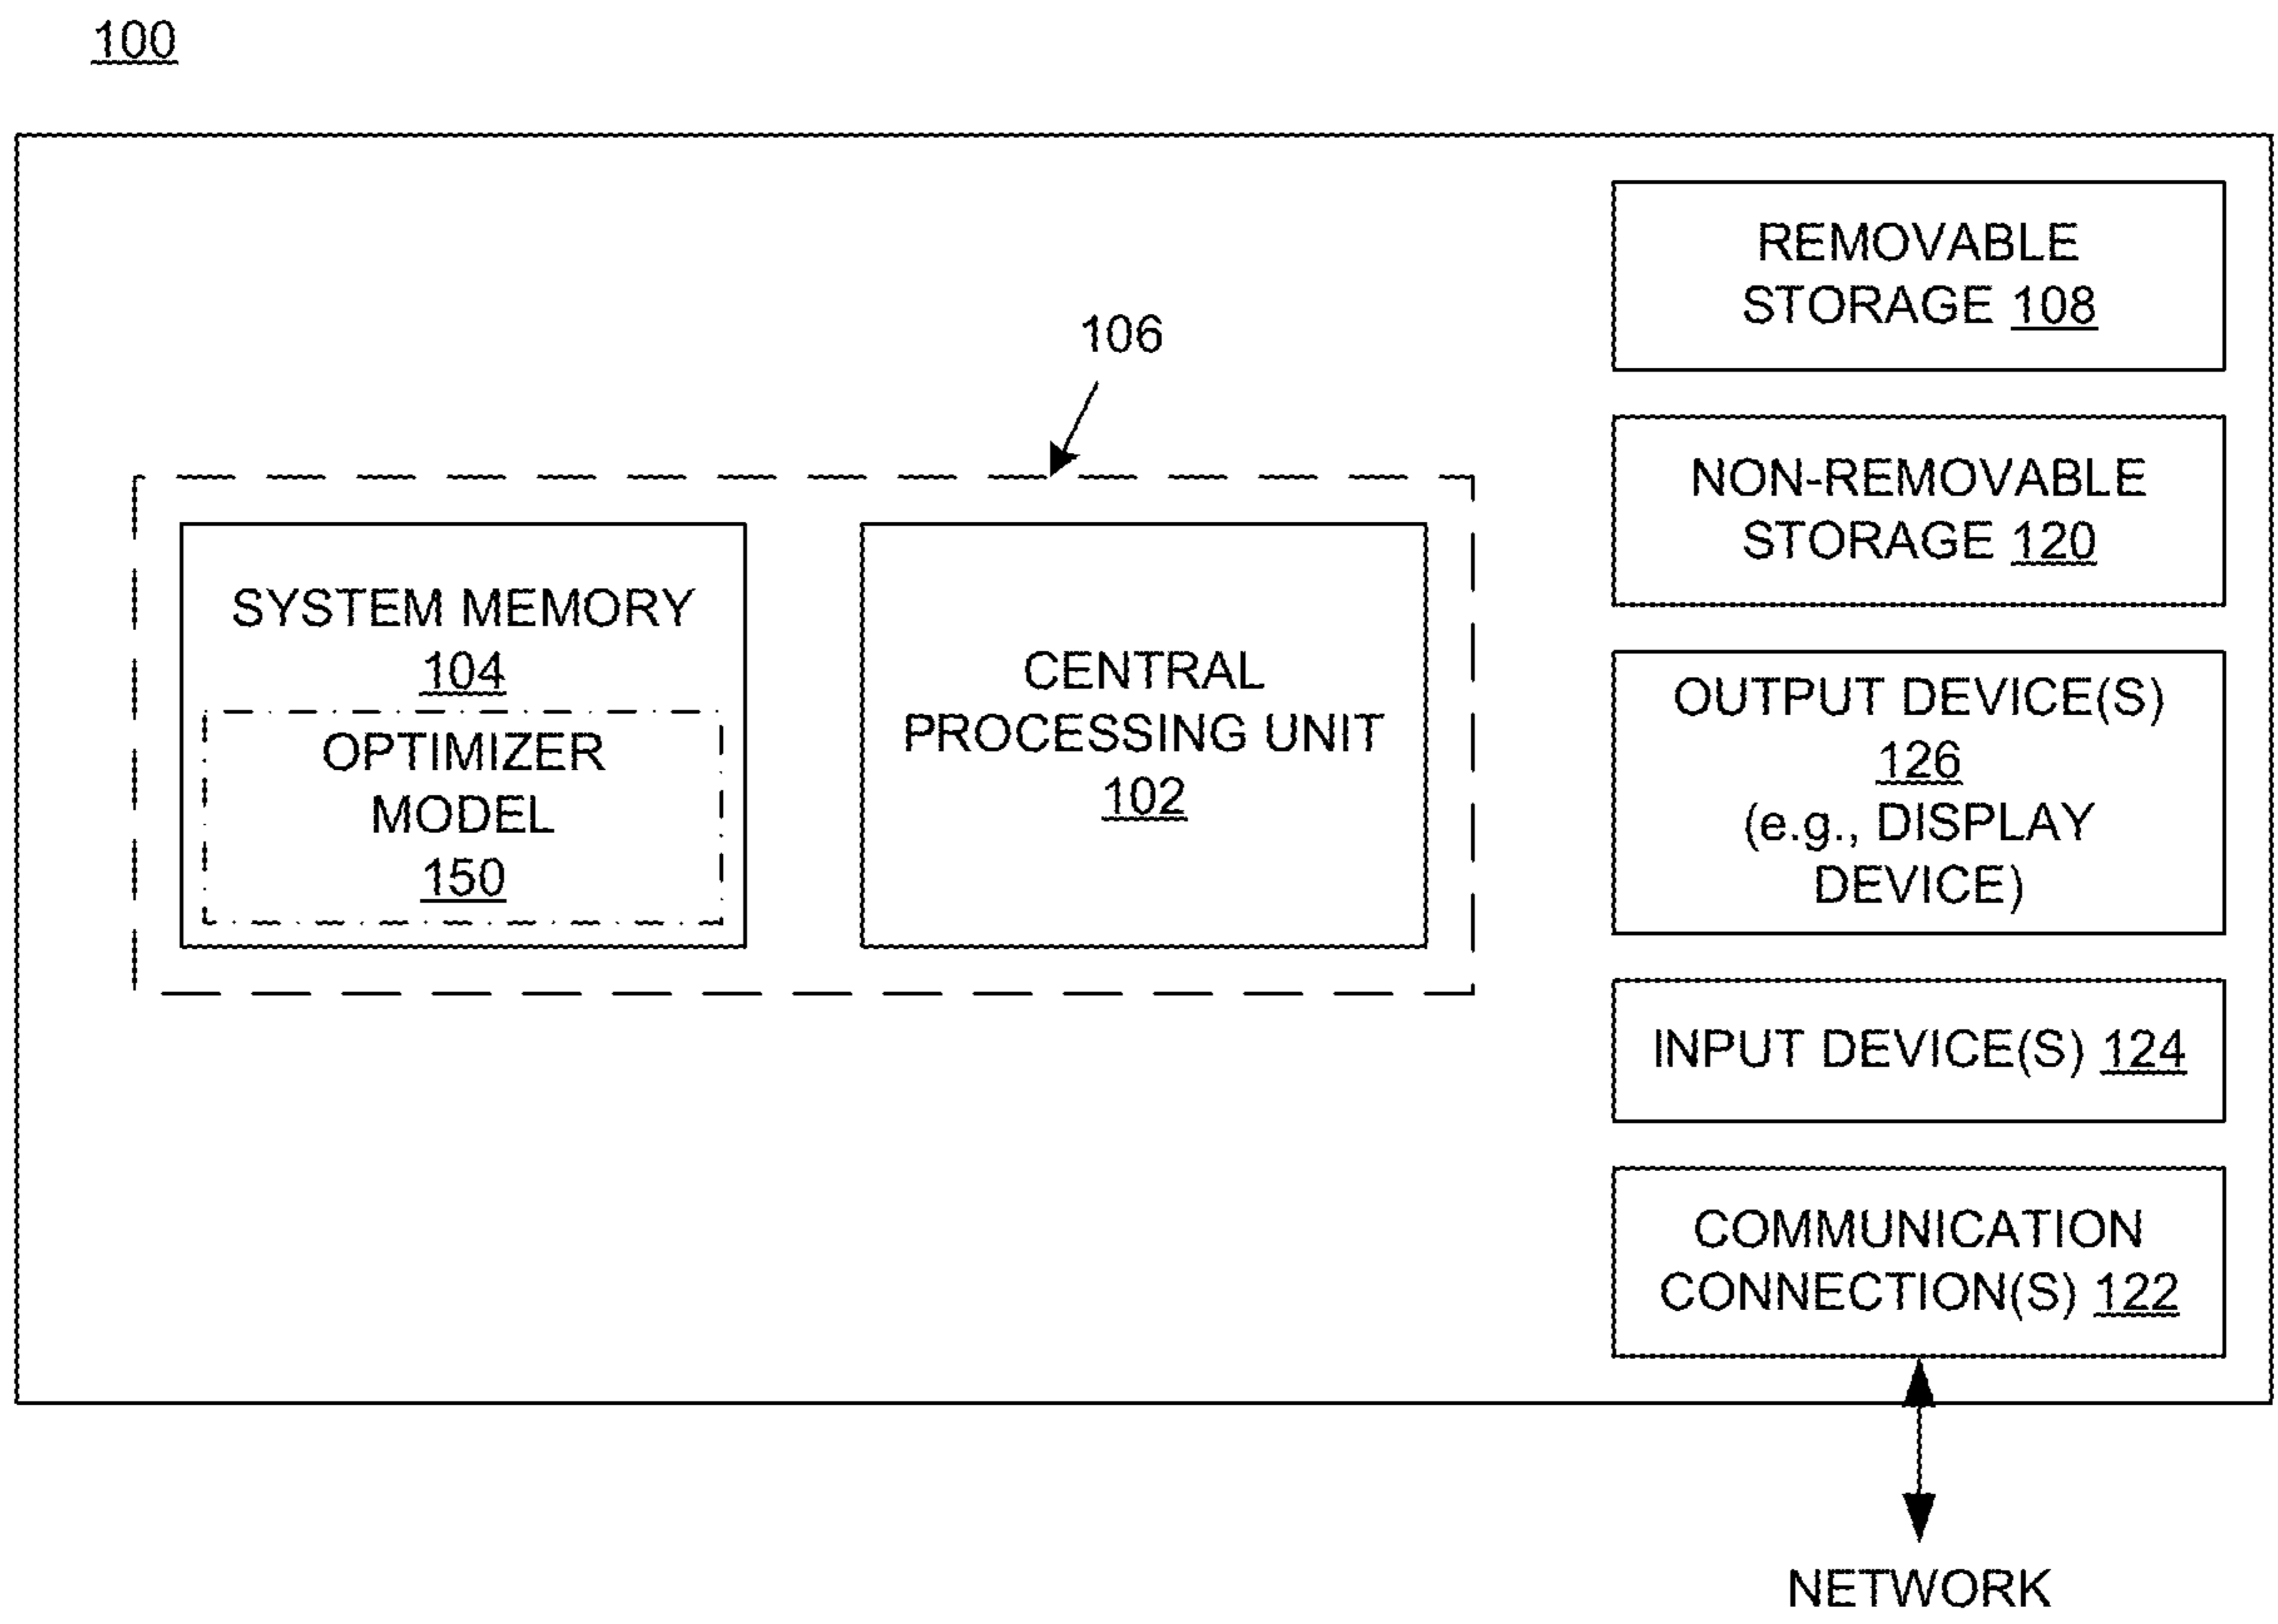 100
106
SYSTEM MEMORY
104
OPTIMIZER
MODEL
150
CENTRAL
PROCESSING UNIT
102
REMOVABLE
STORAGE 108
NON-REMOVABLE
STORAGE 120
OUTPUT DEVICE(S)
126
(e.g., DISPLAY
DEVICE)
INPUT DEVICE(S) 124
COMMUNICATION
CONNECTION(S) 122
NETWORK